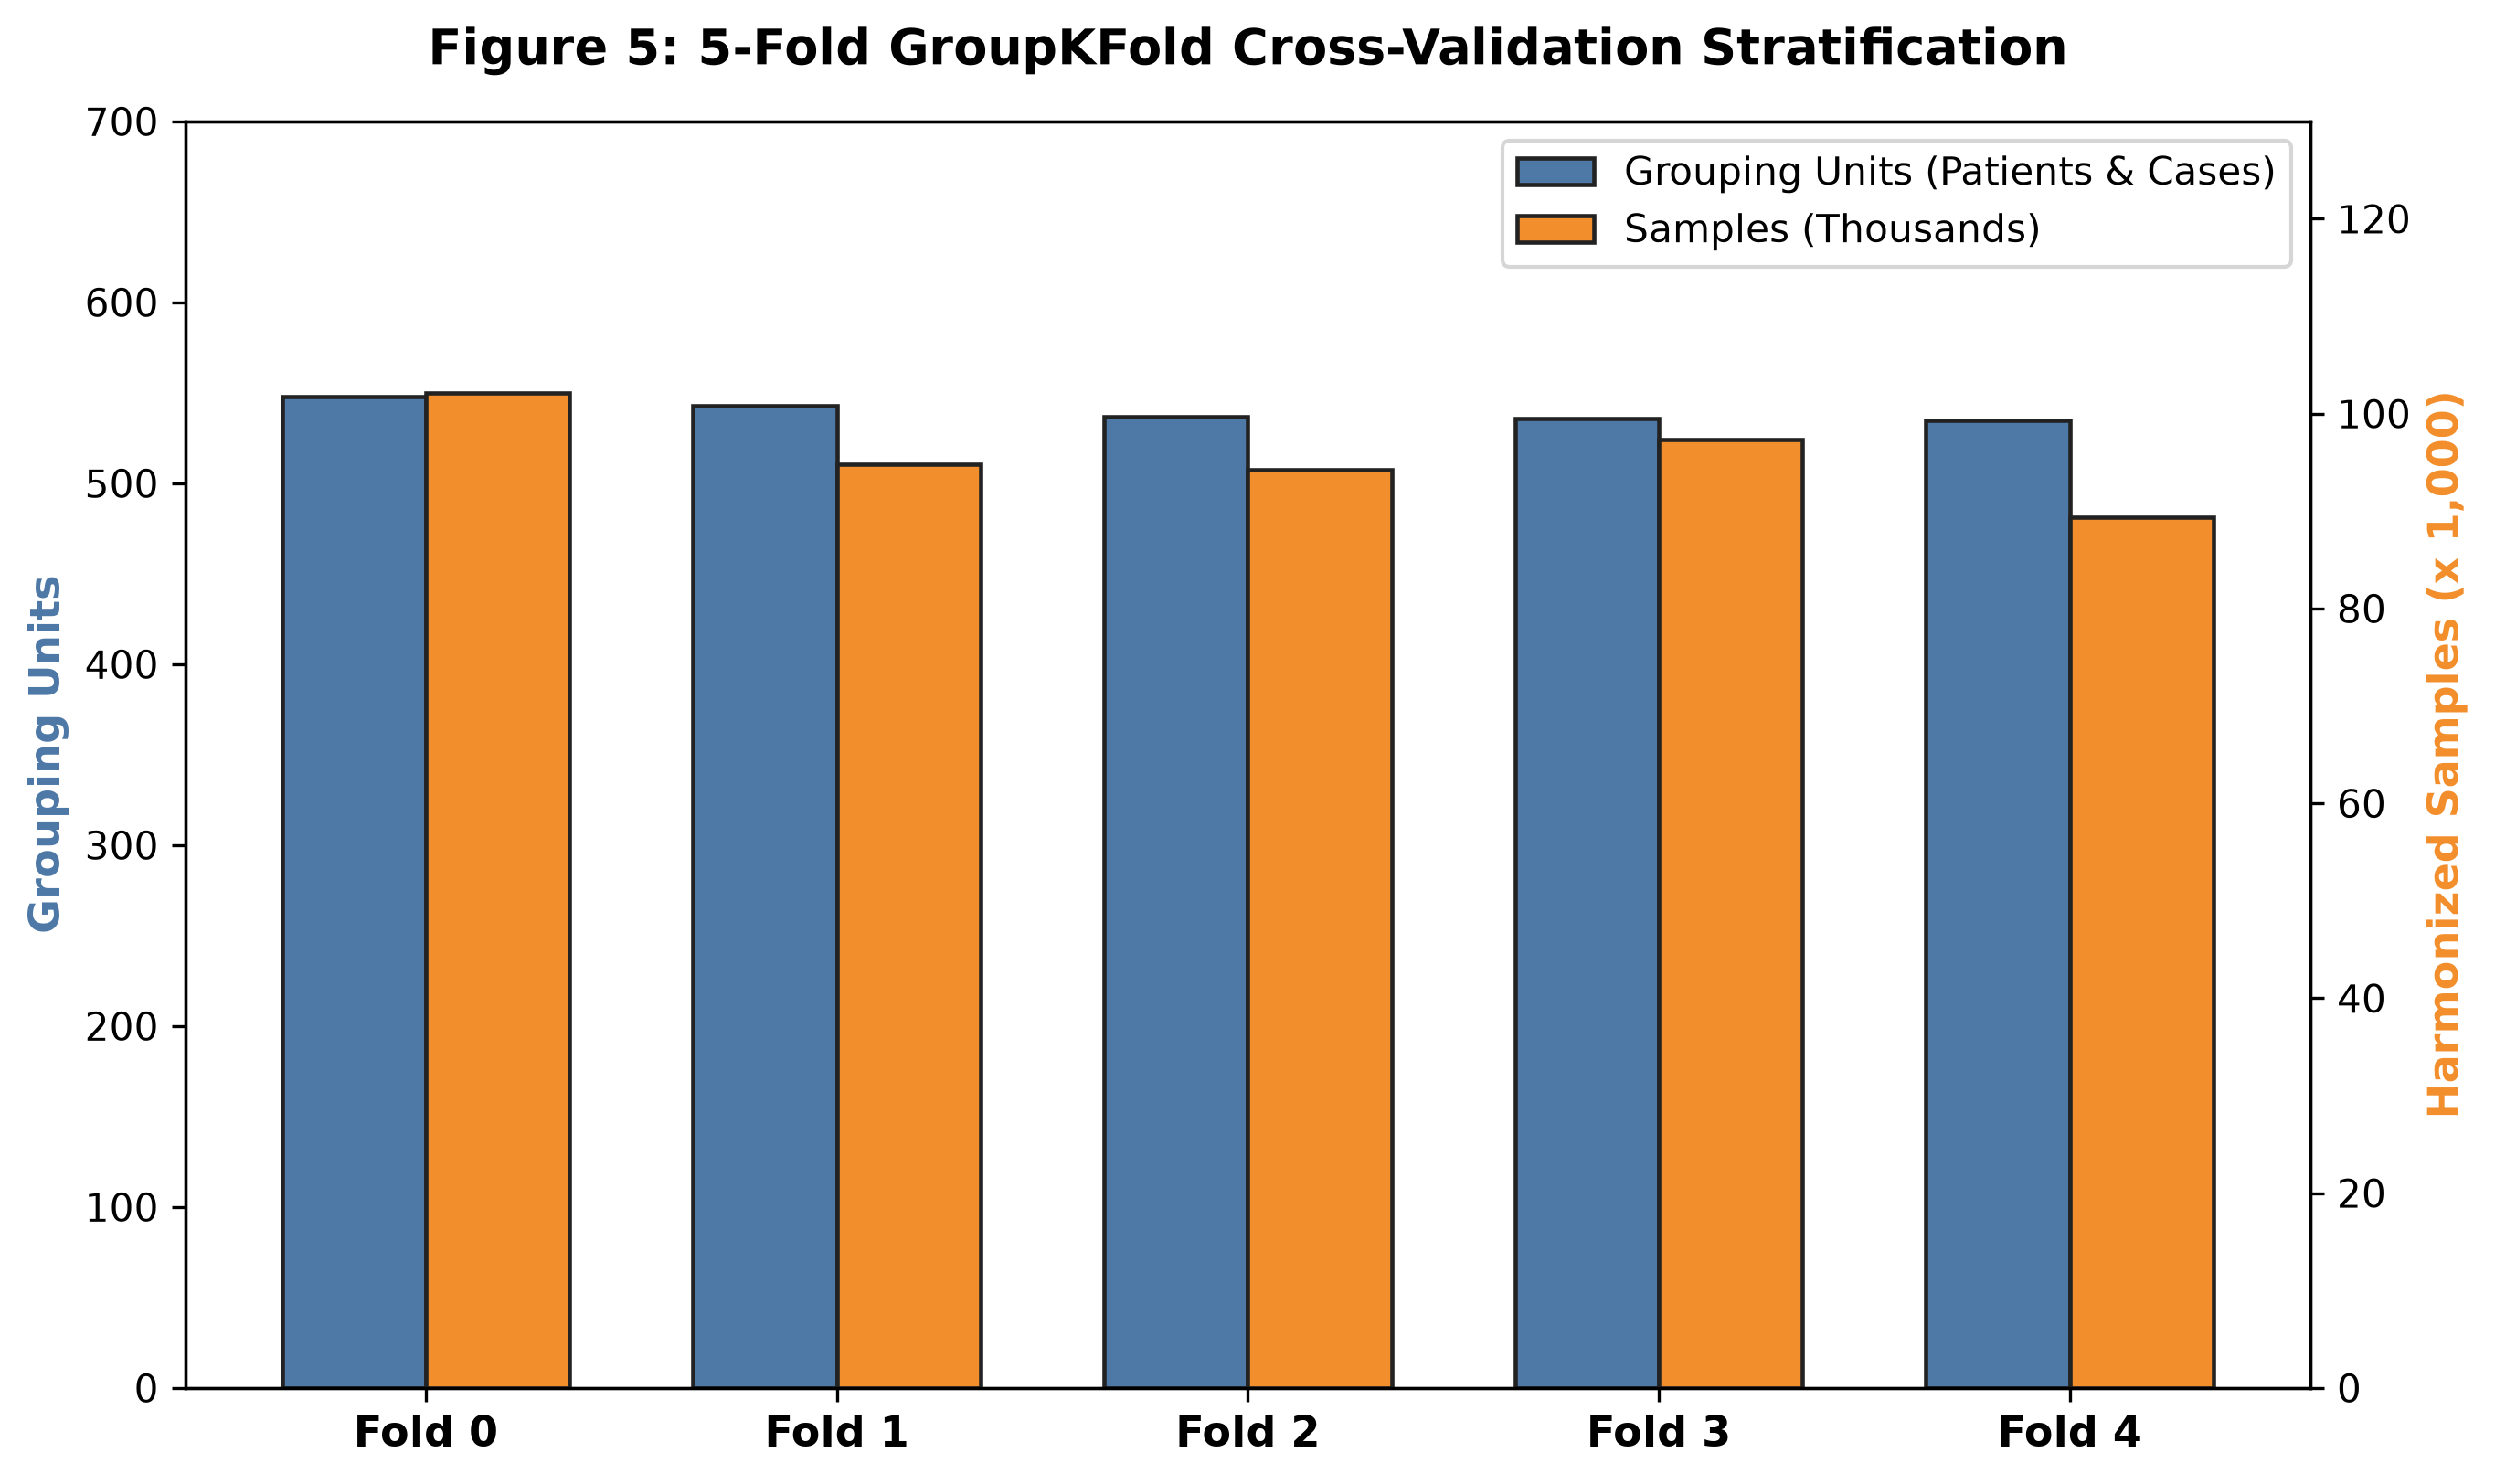 Figure 5: 5-Fold GroupKFold Cross-Validation Stratification
Grouping Units (Patients & Cases)
Samples (Thousands)
Grouping Units
700
600
500
400
300
200
100
0
120
100
80
60
40
20
0
Harmonized Samples (x 1,000)
Fold 0
Fold 1
Fold 2
Fold 3
Fold 4